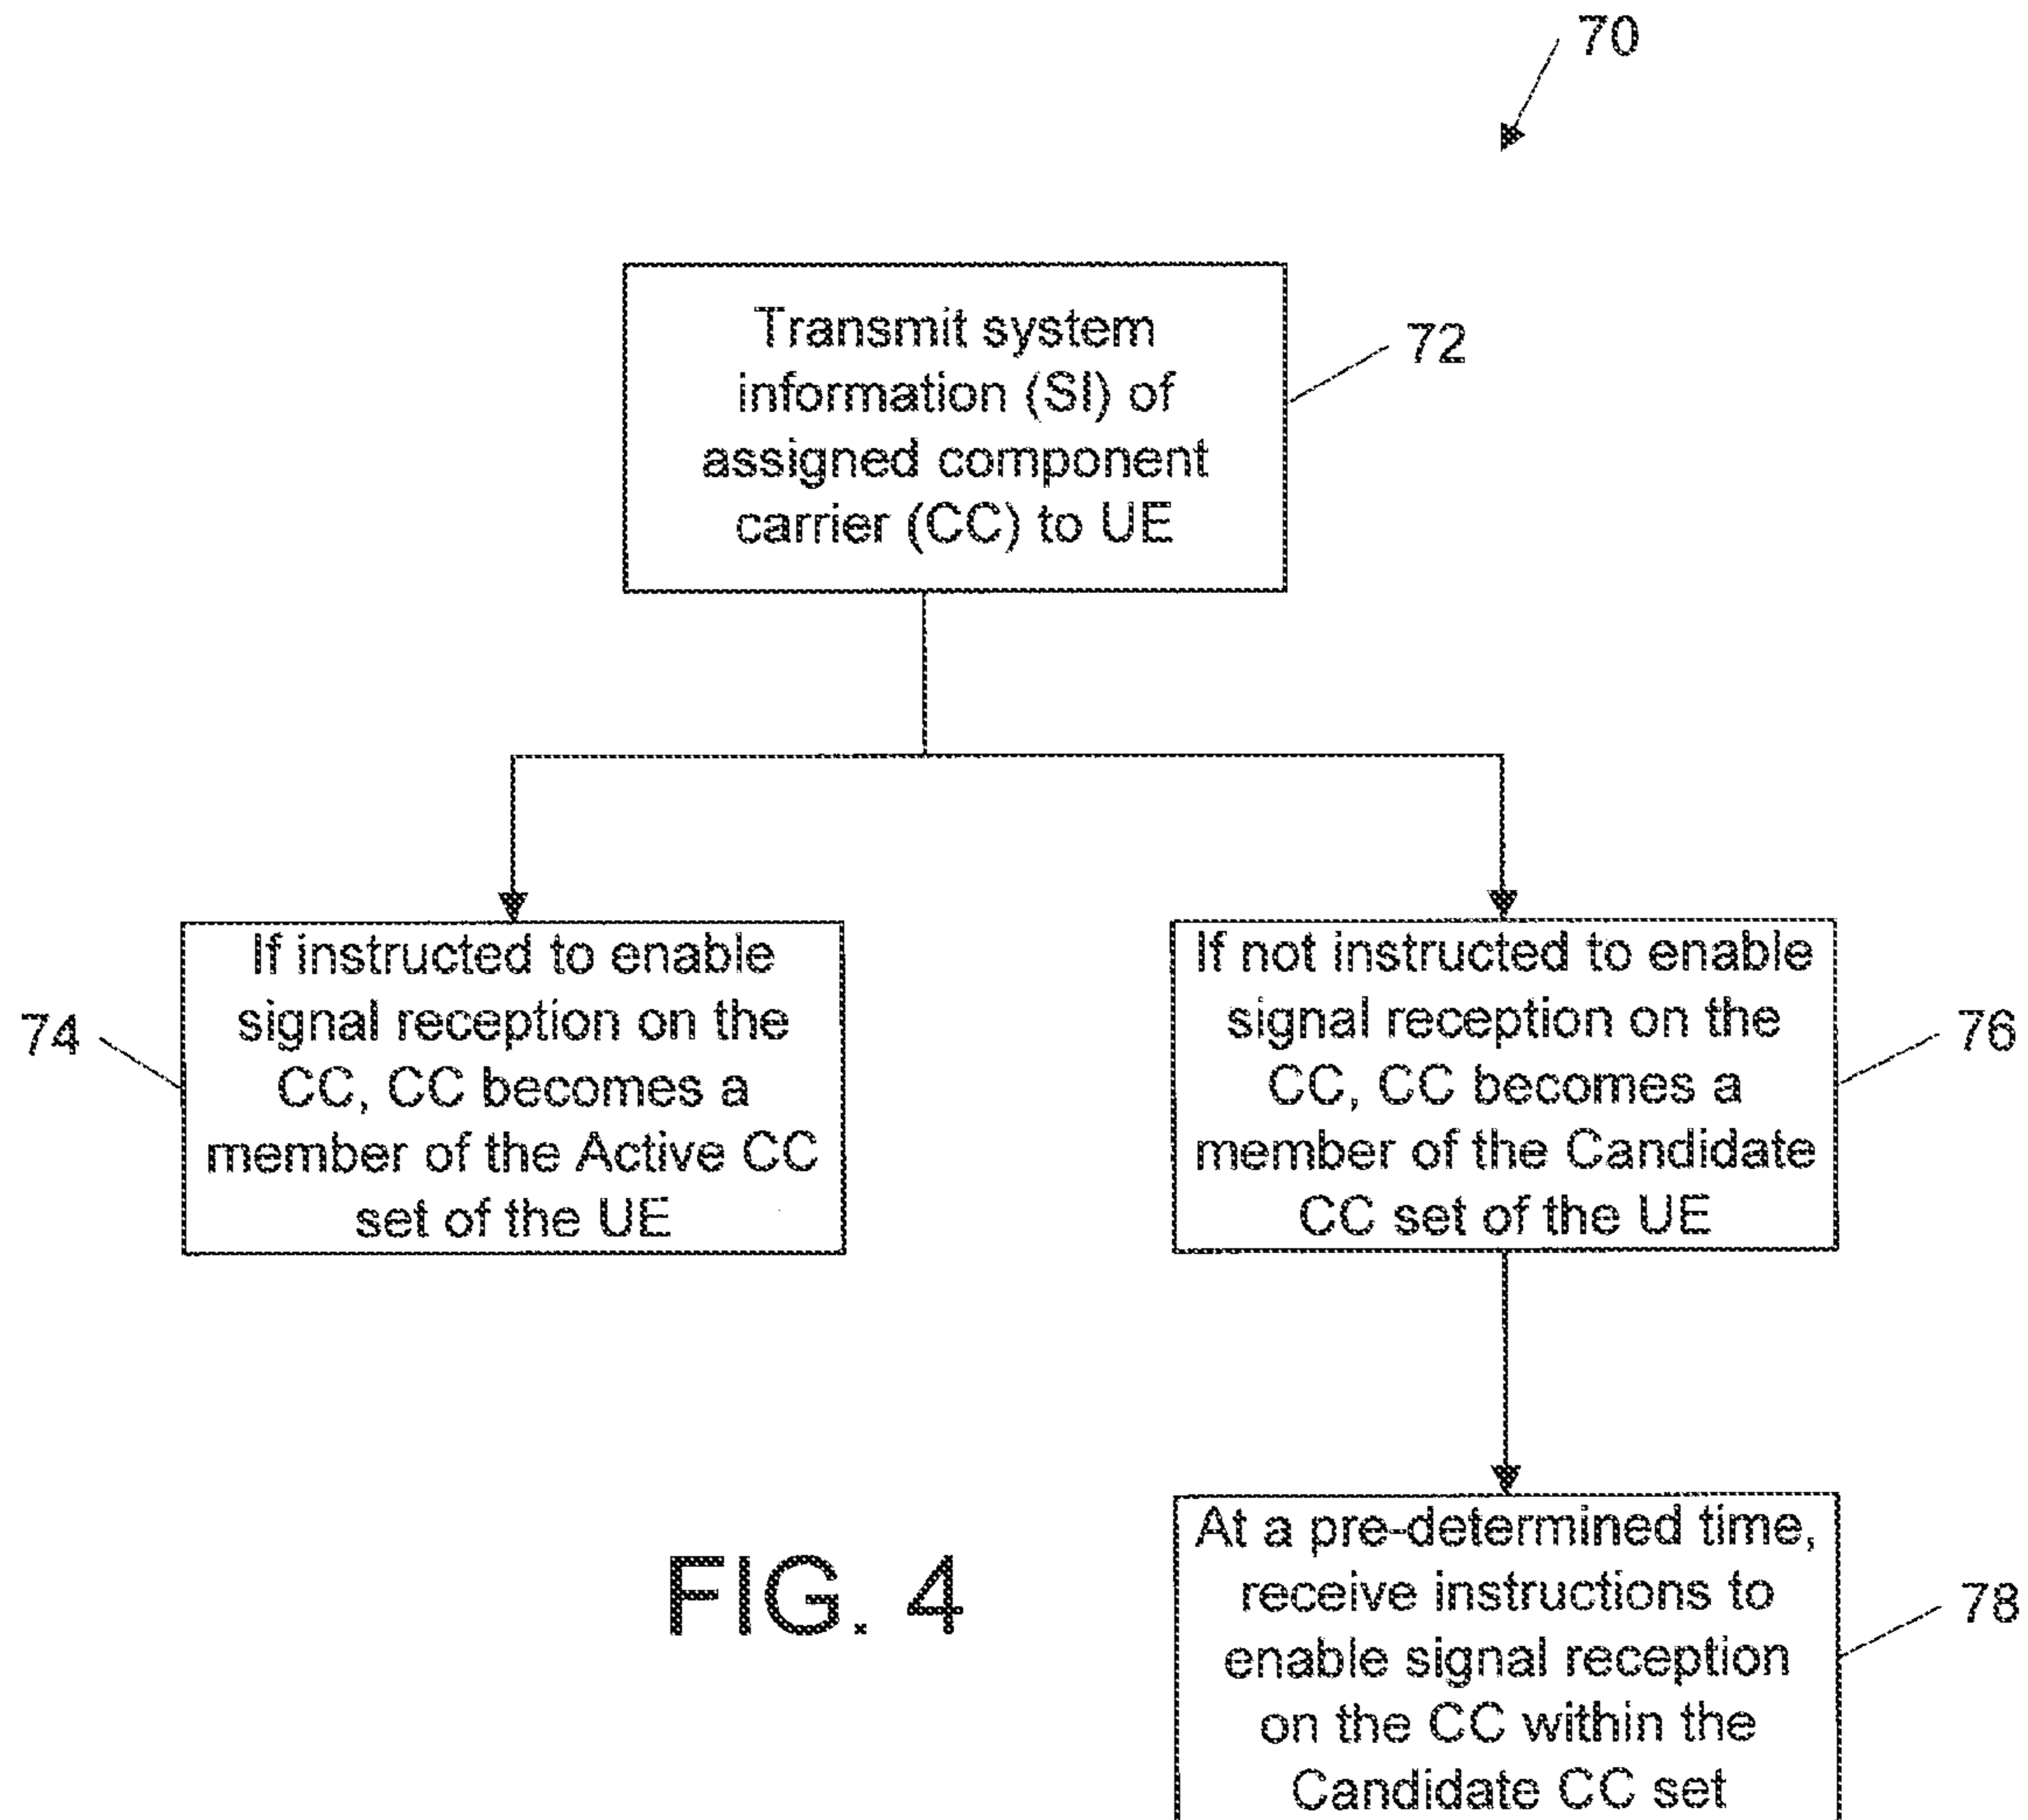 70
Transmit system
information (SI) of
assigned component
carrier (CC) to UE
72
If instructed to enable
signal reception on the
CC, CC becomes a
member of the Active CC
set of the UE
74
If not instructed to enable
signal reception on the
CC, CC becomes a
member of the Candidate
CC set of the UE
76
At a pre-determined time,
receive instructions to
enable signal reception
on the CC within the
Candidate CC set
78
FIG. 4